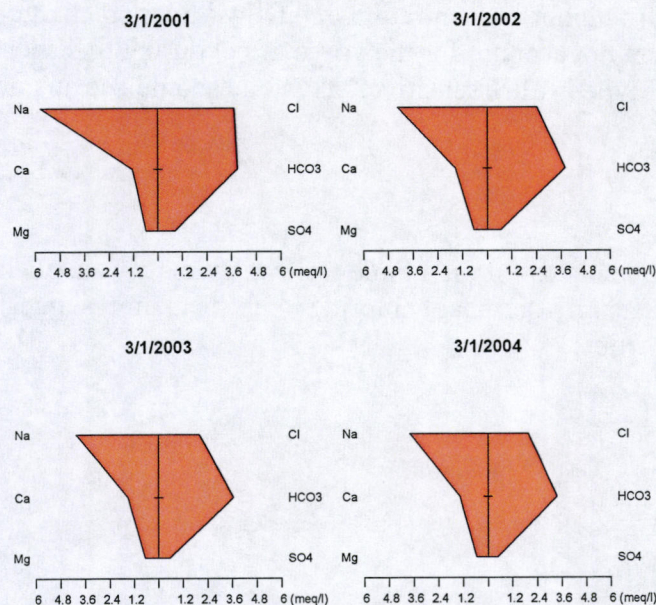 3/1/2001
Na Cl
Ca HCO3
Mg SO4
6 4.8 3.6 2.4 1.2 1.2 2.4 3.6 4.8 6 (meq/l)
3/1/2002
Na Cl
Ca HCO3
Mg SO4
6 4.8 3.6 2.4 1.2 1.2 2.4 3.6 4.8 6 (meq/l)
3/1/2003
Na Cl
Ca HCO3
Mg SO4
6 4.8 3.6 2.4 1.2 1.2 2.4 3.6 4.8 6 (meq/l)
3/1/2004
Na Cl
Ca HCO3
Mg SO4
6 4.8 3.6 2.4 1.2 1.2 2.4 3.6 4.8 6 (meq/l)